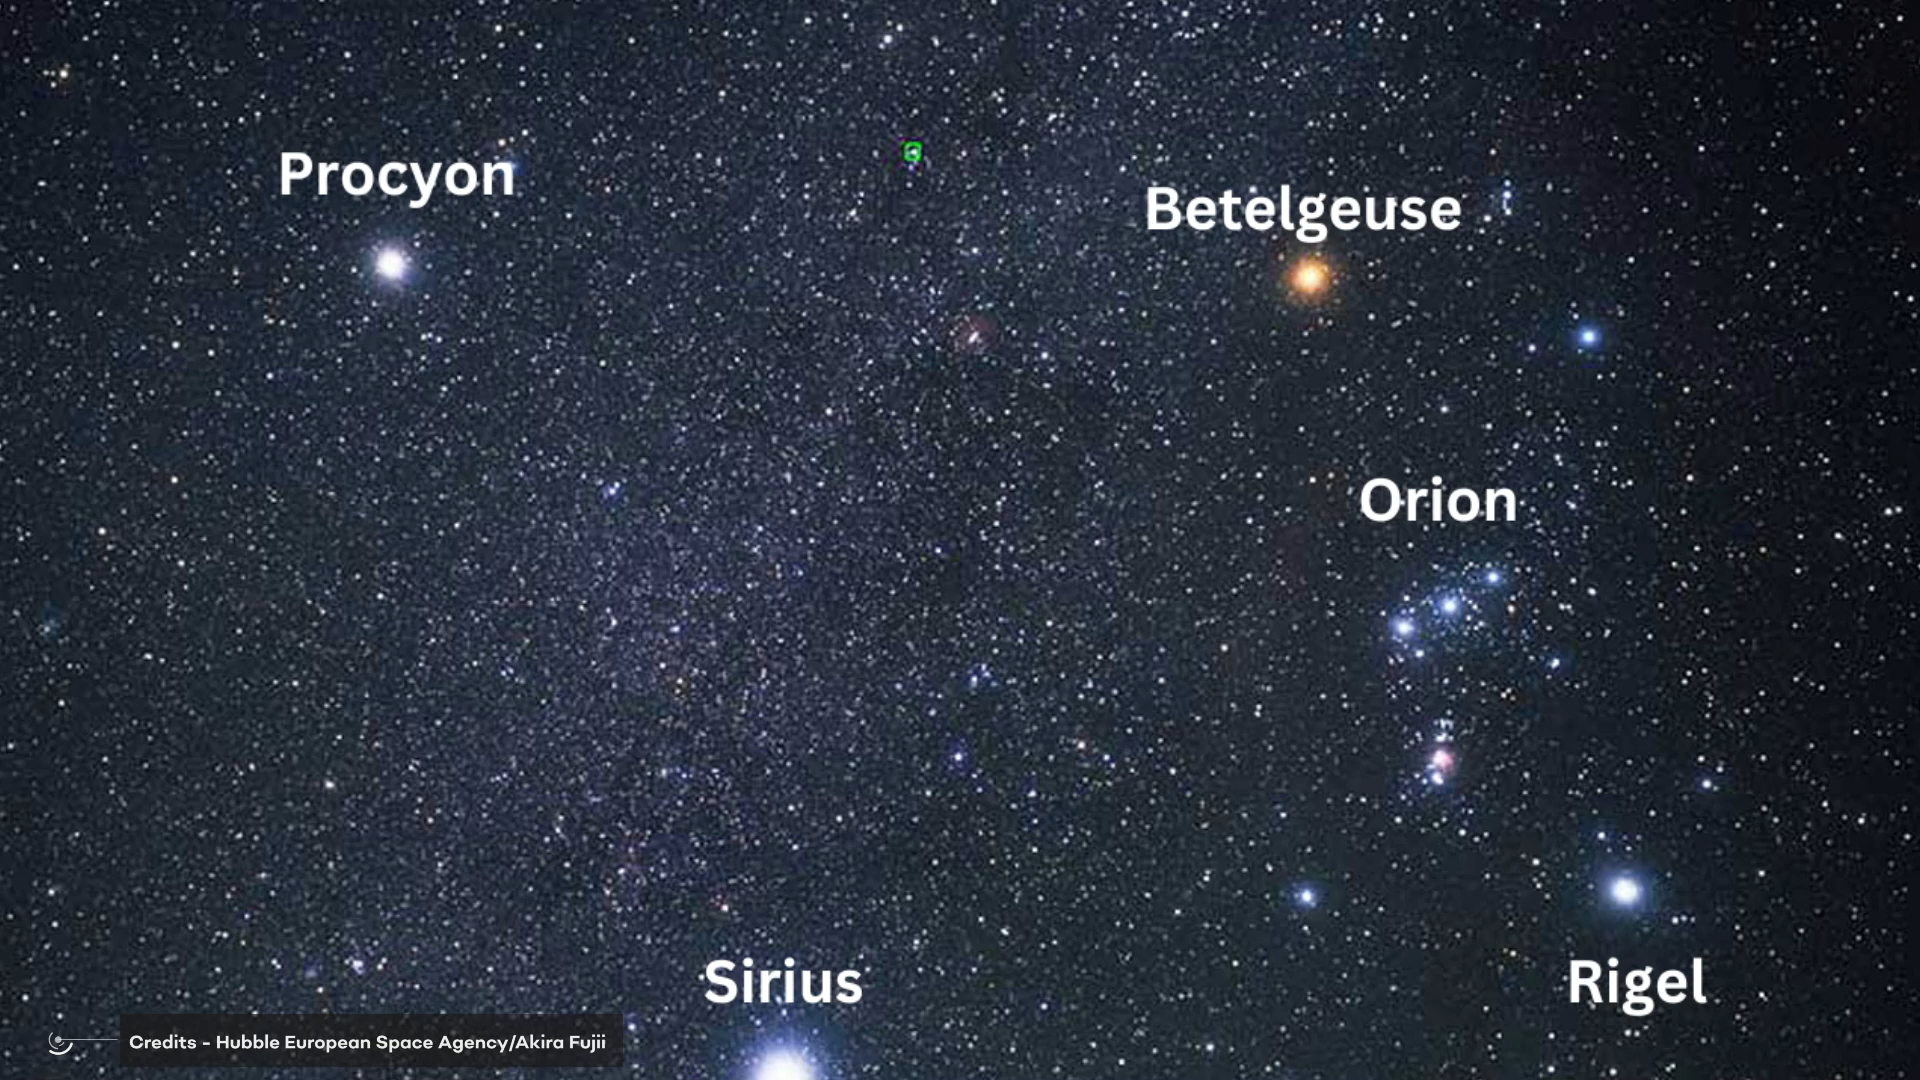 Procyon
Betelgeuse
Orion
Sirius
Rigel
Credits - Hubble European Space Agency/Akira Fujii